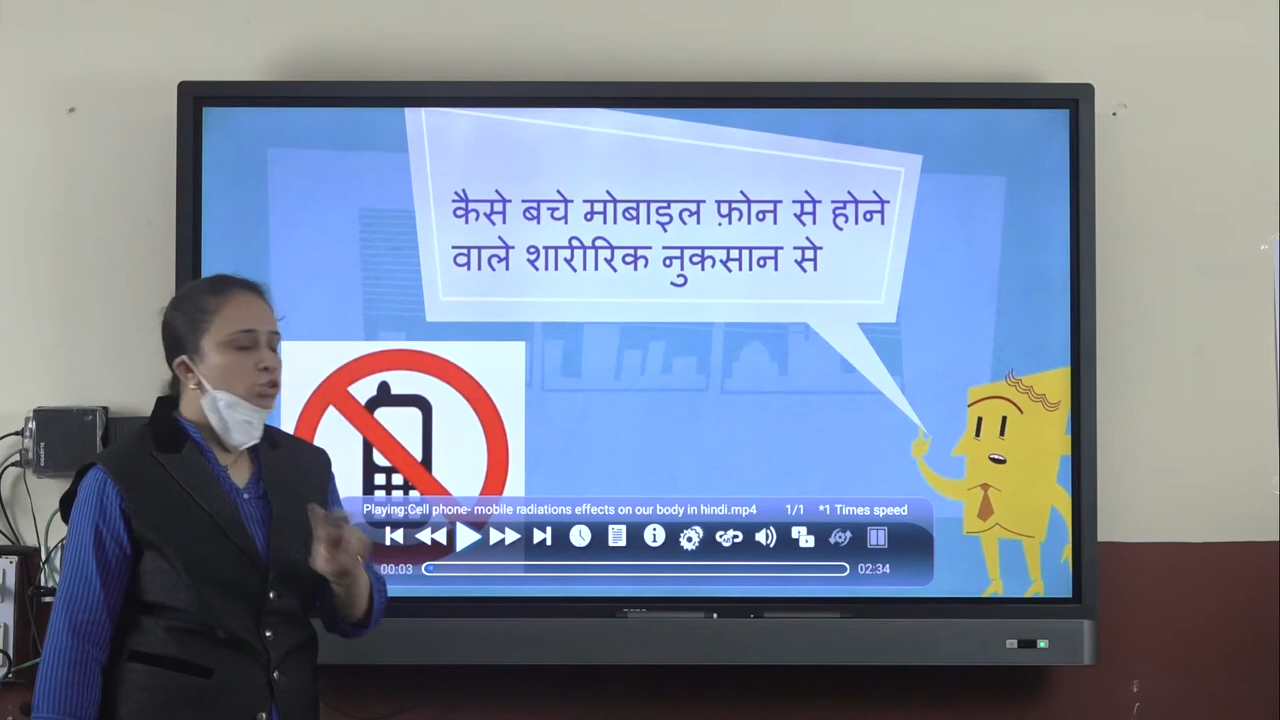 कैसे बचे मोबाइल फ़ोन से होने
वाले शारीरिक नुकसान से
Playing:Cell phone- mobile radiations effects on our body in hindi.mp4 1/1 *1 Times speed
00:03 02:34